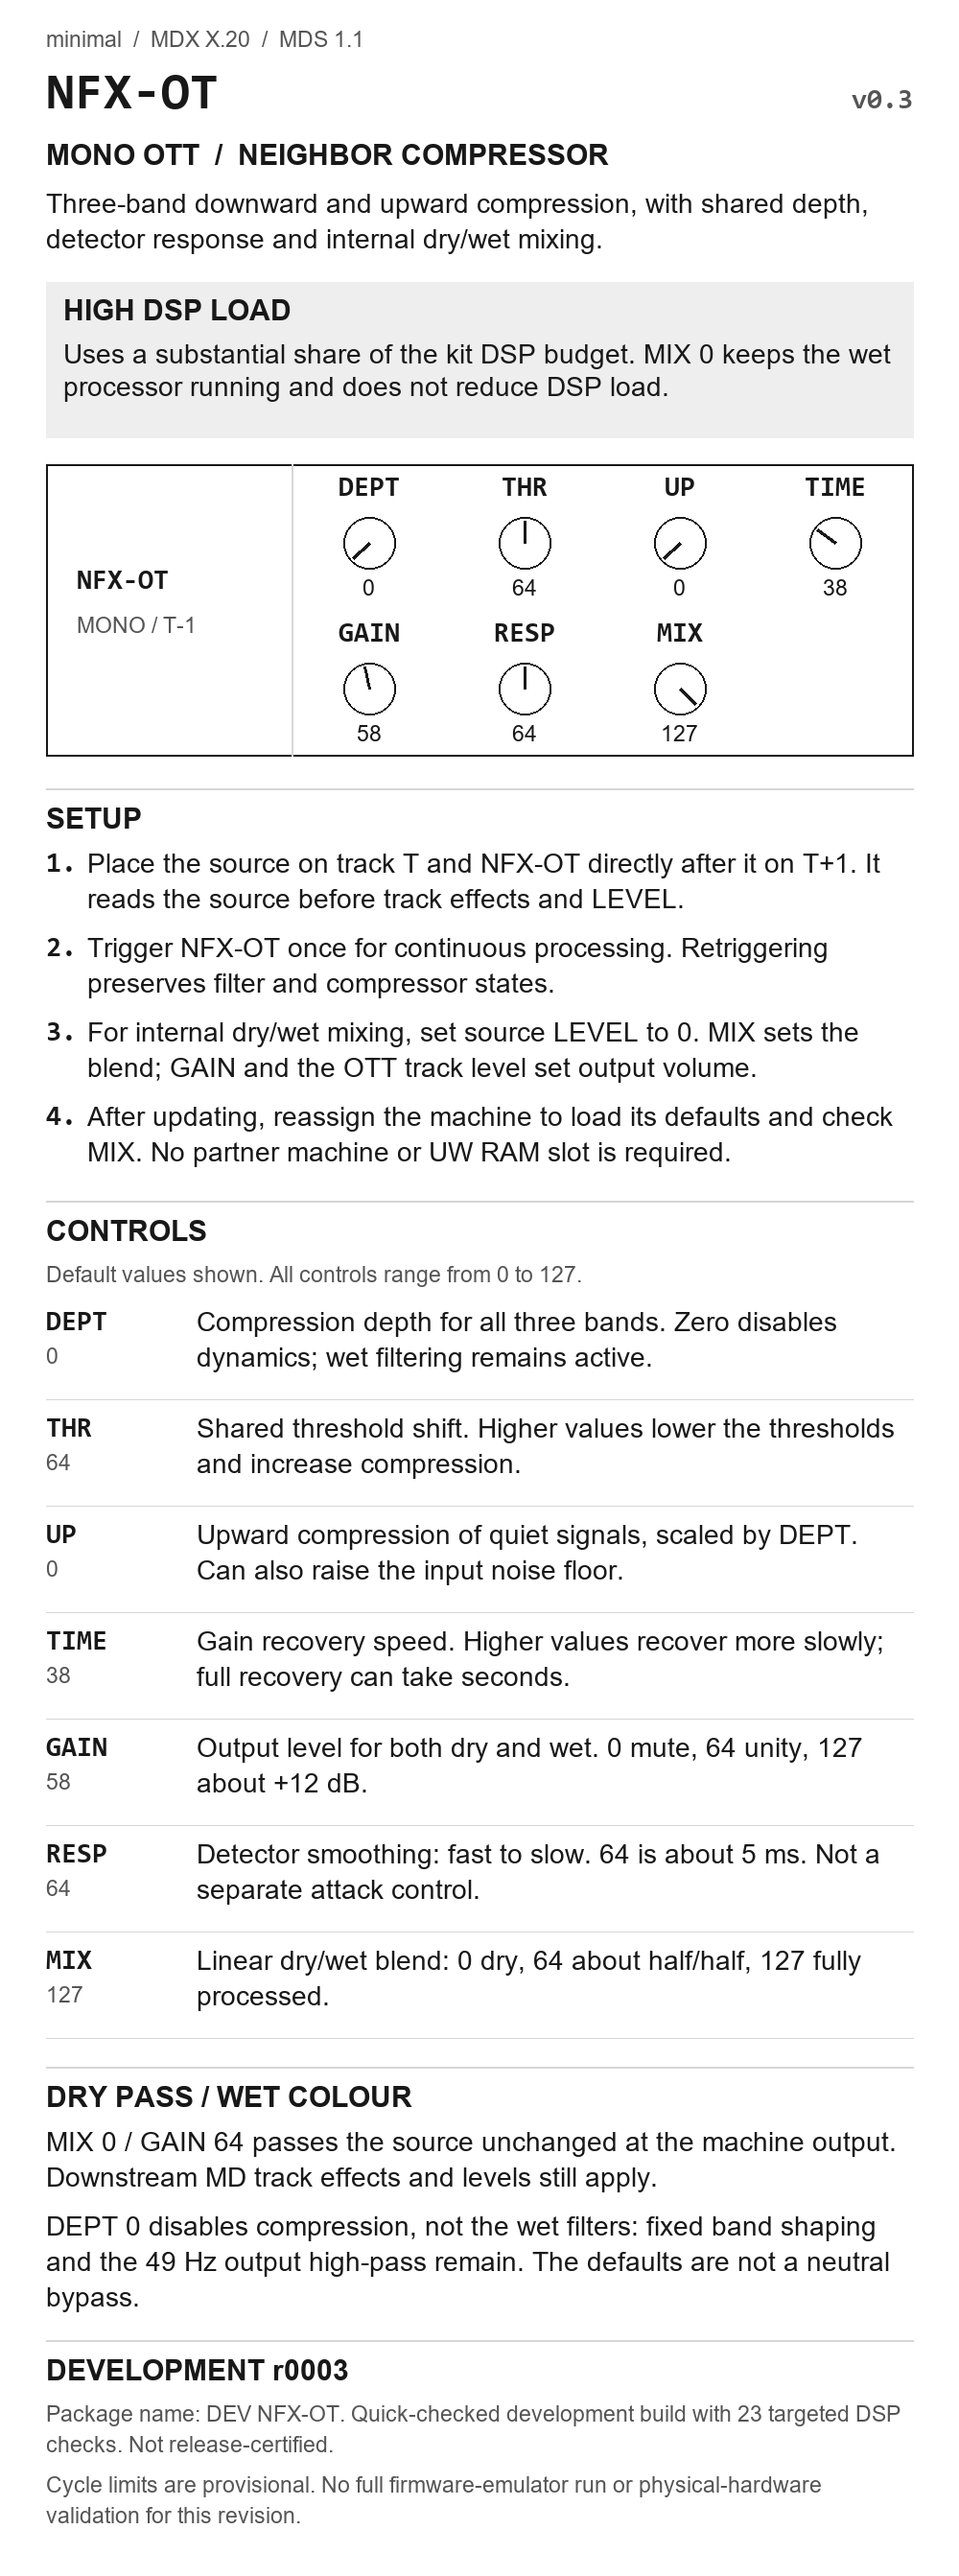 minimal / MDX X.20 / MDS 1.1
NFX-OT
v0.3
MONO OTT / NEIGHBOR COMPRESSOR
Three-band downward and upward compression, with shared depth,
detector response and internal dry/wet mixing.
HIGH DSP LOAD
Uses a substantial share of the kit DSP budget. MIX 0 keeps the wet
processor running and does not reduce DSP load.
NFX-OT
MONO / T-1
DEPT THR UP TIME
0 64 0 38
GAIN RESP MIX
58 64 127
SETUP
1. Place the source on track T and NFX-OT directly after it on T+1. It
reads the source before track effects and LEVEL.
2. Trigger NFX-OT once for continuous processing. Retriggering
preserves filter and compressor states.
3. For internal dry/wet mixing, set source LEVEL to 0. MIX sets the
blend; GAIN and the OTT track level set output volume.
4. After updating, reassign the machine to load its defaults and check
MIX. No partner machine or UW RAM slot is required.
CONTROLS
Default values shown. All controls range from 0 to 127.
DEPT
0
Compression depth for all three bands. Zero disables
dynamics; wet filtering remains active.
THR
64
Shared threshold shift. Higher values lower the thresholds
and increase compression.
UP
0
Upward compression of quiet signals, scaled by DEPT.
Can also raise the input noise floor.
TIME
38
Gain recovery speed. Higher values recover more slowly;
full recovery can take seconds.
GAIN
58
Output level for both dry and wet. 0 mute, 64 unity, 127
about +12 dB.
RESP
64
Detector smoothing: fast to slow. 64 is about 5 ms. Not a
separate attack control.
MIX
127
Linear dry/wet blend: 0 dry, 64 about half/half, 127 fully
processed.
DRY PASS / WET COLOUR
MIX 0 / GAIN 64 passes the source unchanged at the machine output.
Downstream MD track effects and levels still apply.
DEPT 0 disables compression, not the wet filters: fixed band shaping
and the 49 Hz output high-pass remain. The defaults are not a neutral
bypass.
DEVELOPMENT r0003
Package name: DEV NFX-OT. Quick-checked development build with 23 targeted DSP
checks. Not release-certified.
Cycle limits are provisional. No full firmware-emulator run or physical-hardware
validation for this revision.